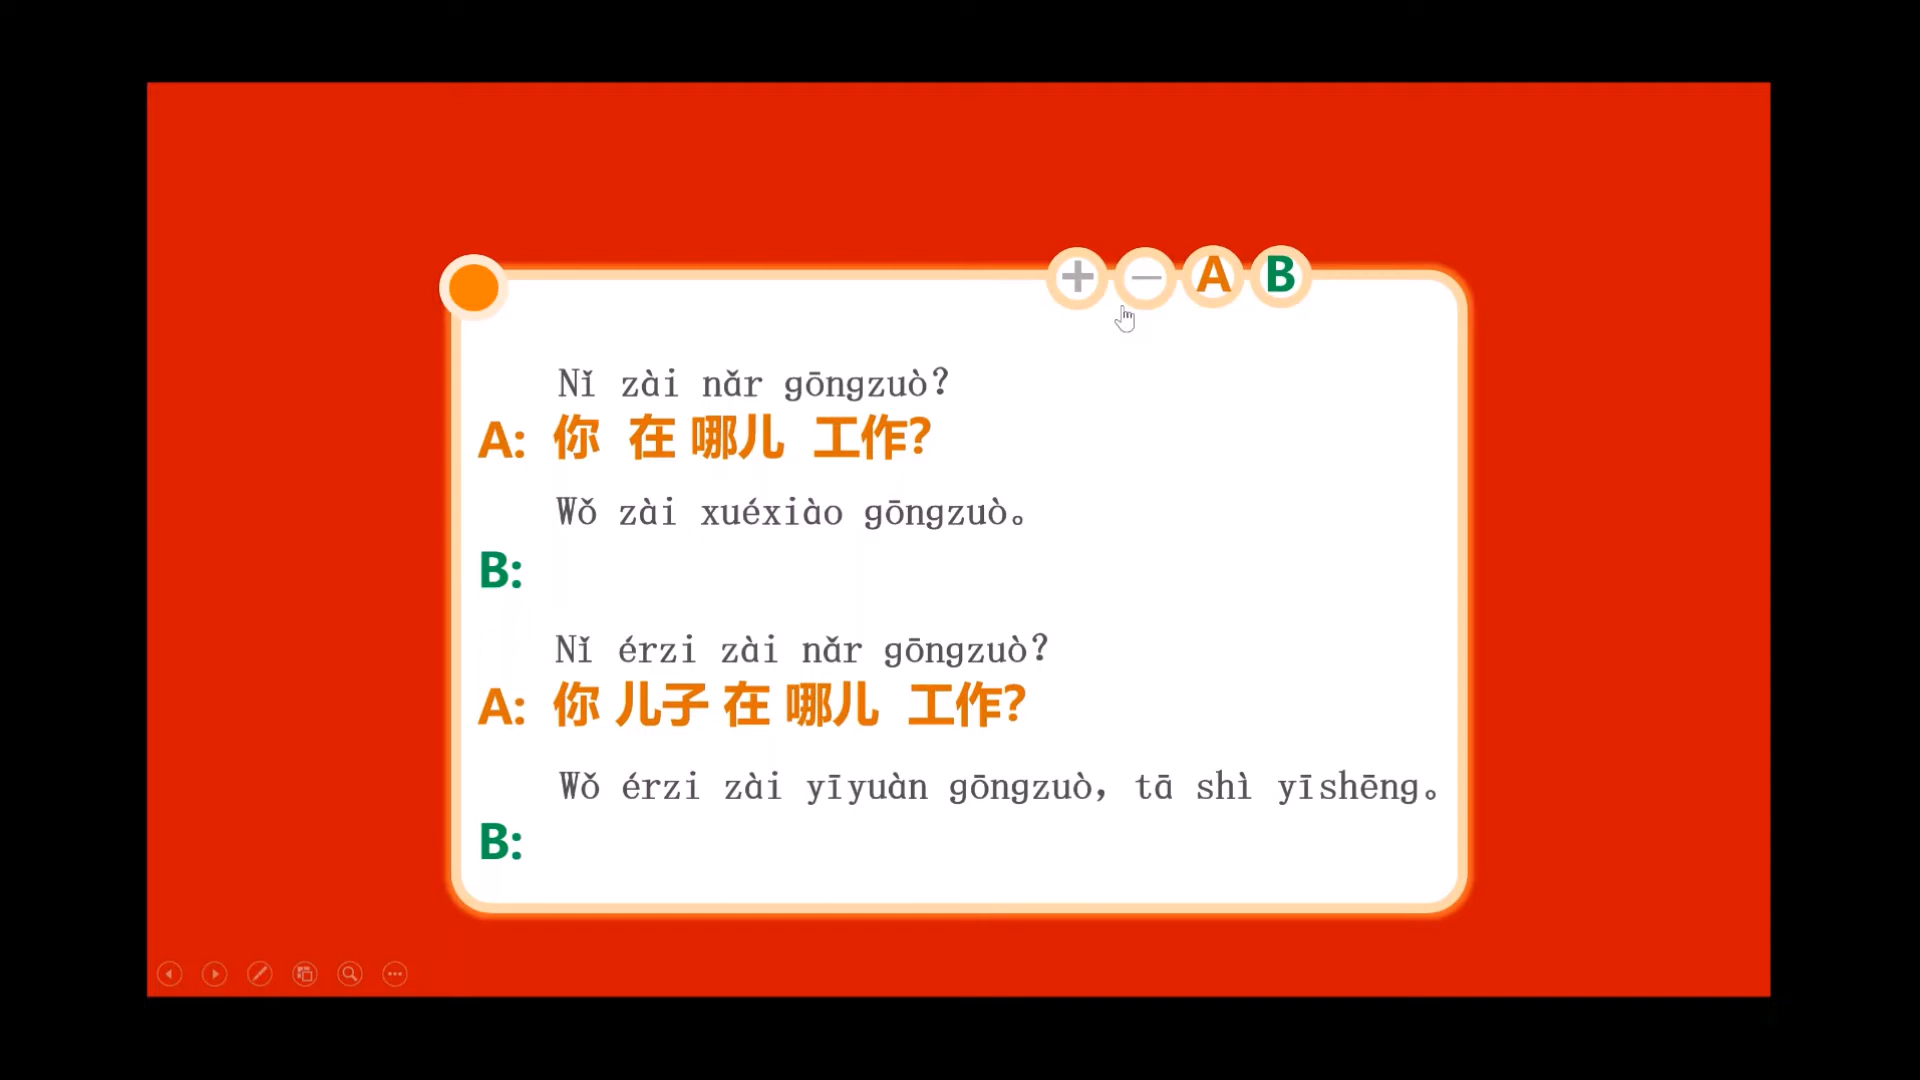 A B
Nǐ zài nǎr gōngzuò?
A: 你 在 哪儿 工作?
Wǒ zài xuéxiào gōngzuò。
B:
Nǐ érzi zài nǎr gōngzuò?
A: 你 儿子 在 哪儿 工作?
Wǒ érzi zài yīyuàn gōngzuò, tā shì yīshēng。
B: